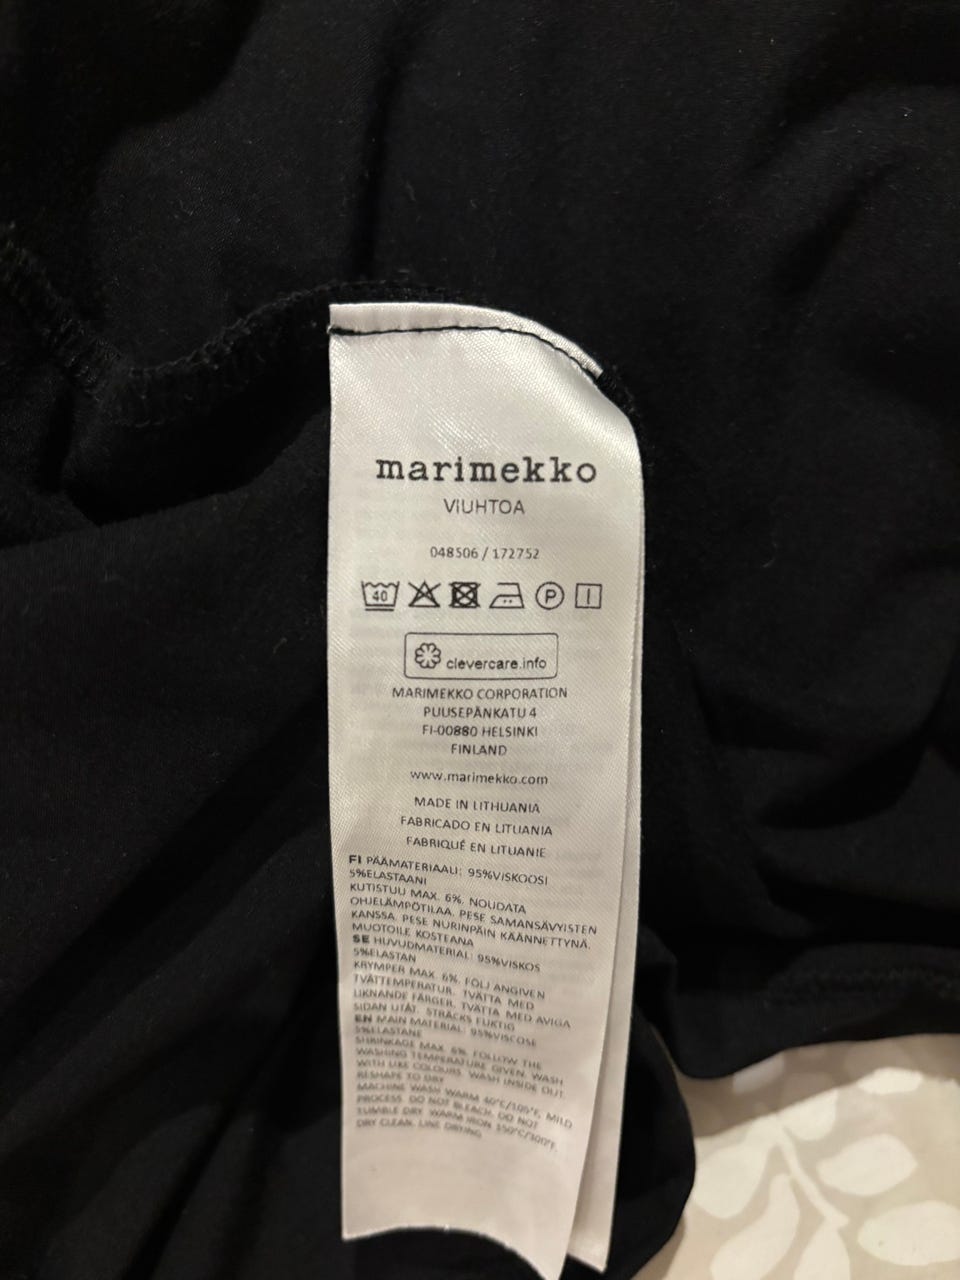 marimekko
VIUHTOA
048506 / 172752
40 P
clevercare.info
MARIMEKKO CORPORATION
PUUSEPÄNKATU 4
FI-00880 HELSINKI
FINLAND
www.marimekko.com
MADE IN LITHUANIA
FABRICADO EN LITUANIA
FABRIQUÉ EN LITUANIE
FI PÄÄMATERIAALI: 95%VISKOOSI
5%ELASTAANI
KUTISTUU MAX. 6%. NOUDATA
OHJELÄMPÖTILAA. PESE SAMANSÄVYISTEN
KANSSA. PESE NURINPÄIN KÄÄNNETTYNÄ.
MUOTOILE KOSTEANA
SE HUVUDMATERIAL: 95%VISKOS
5%ELASTAN
KRYMPER MAX. 6%. FÖLJ ANGIVEN
TVÄTTEMPERATUR. TVÄTTA MED
LIKNANDE FÄRGER. TVÄTTA MED AVIGA
SIDAN UTÅT. STRÄCKS FUKTIG
EN MAIN MATERIAL: 95%VISCOSE
5%ELASTANE
SHRINKAGE MAX. 6%. FOLLOW THE
WASHING TEMPERATURE GIVEN. WASH
WITH LIKE COLOURS. WASH INSIDE OUT.
RESHAPE TO DRY
MACHINE WASH WARM 40°C/105°F, MILD
PROCESS. DO NOT BLEACH. DO NOT
TUMBLE DRY. WARM IRON 150°C/300°F.
DRY CLEAN. LINE DRYING